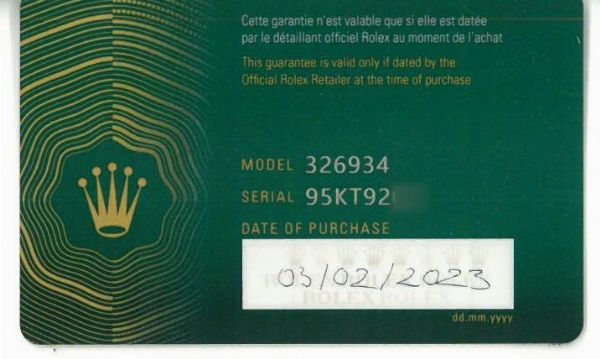 Cette garantie n'est valable que si elle est datée
par le détaillant officiel Rolex au moment de l'achat
This guarantee is valid only if dated by the
Official Rolex Retailer at the time of purchase
MODEL 326934
SERIAL 95KT92
DATE OF PURCHASE
03/02/2023
ROLEX ROLEX
dd.mm.yyyy